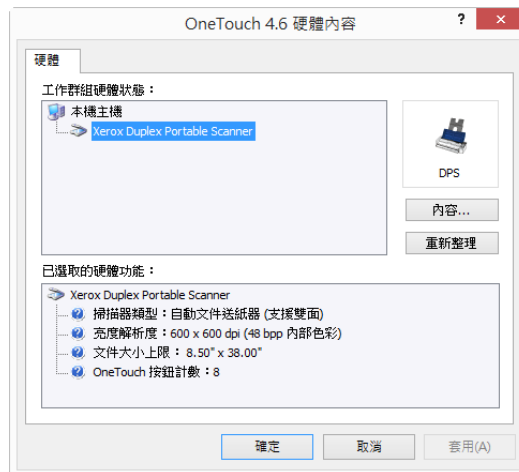 OneTouch 4.6 硬體內容
?
硬體
工作群組硬體狀態：
本機主機
Xerox Duplex Portable Scanner
DPS
內容...
重新整理
已選取的硬體功能：
Xerox Duplex Portable Scanner
掃描器類型：自動文件送紙器 (支援雙面)
亮度解析度：600 x 600 dpi (48 bpp 內部色彩)
文件大小上限： 8.50" x 38.00"
OneTouch 按鈕計數：8
確定
取消
套用(A)